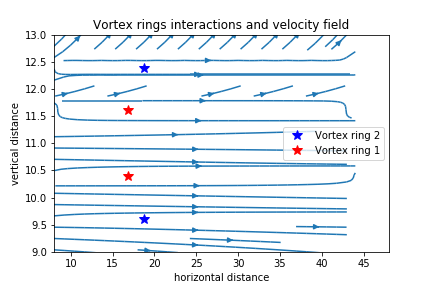 Vortex rings interactions and velocity field
vertical distance
13.0
12.5
12.0
11.5
11.0
10.5
10.0
9.5
9.0
Vortex ring 2
Vortex ring 1
10 15 20 25 30 35 40 45
horizontal distance